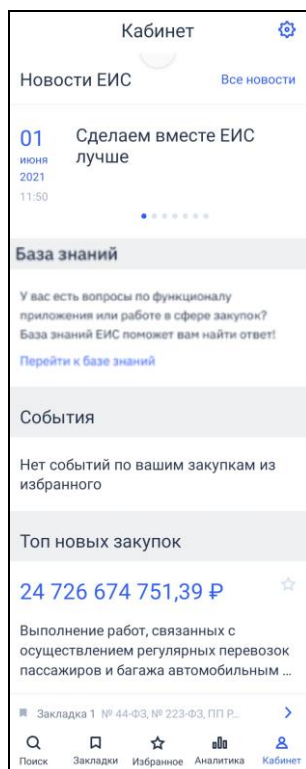 Кабинет
Новости ЕИС
Все новости
01
июня
2021
11:50
Сделаем вместе ЕИС
лучше
База знаний
У вас есть вопросы по функционалу
приложения или работе в сфере закупок?
База знаний ЕИС поможет вам найти ответ!
Перейти к базе знаний
События
Нет событий по вашим закупкам из
избранного
Топ новых закупок
24 726 674 751,39 ₽
Выполнение работ, связанных с
осуществлением регулярных перевозок
пассажиров и багажа автомобильным ...
Закладка 1 № 44-ФЗ, № 223-ФЗ, ПП Р...
Поиск
Закладки
Избранное
Аналитика
Кабинет